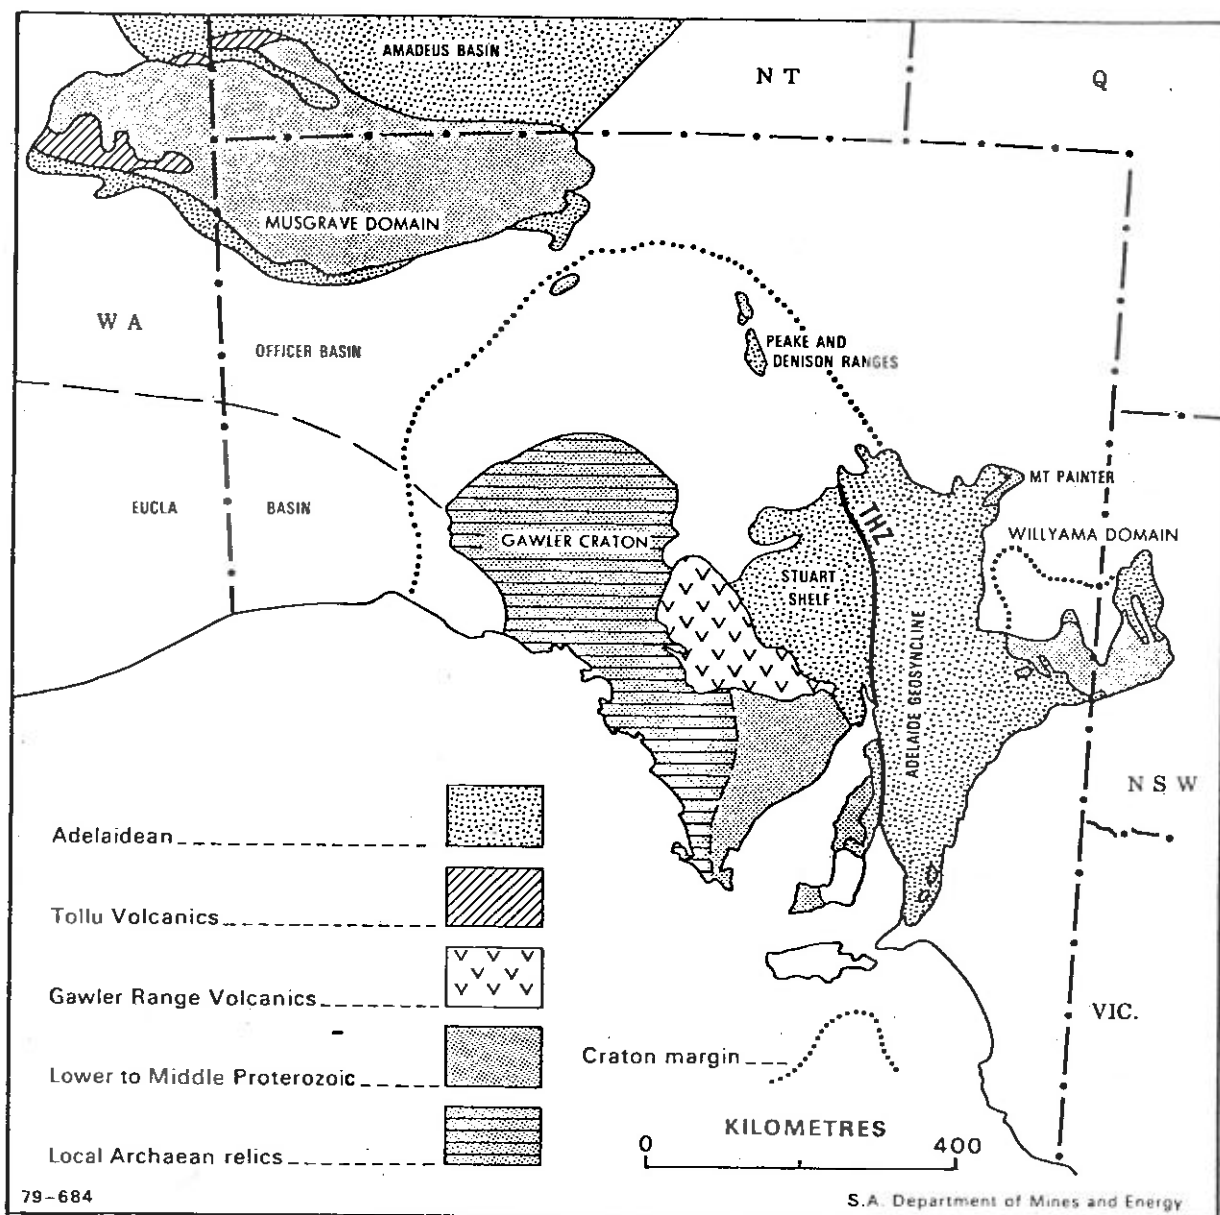 AMADEUS BASIN
N T
Q
MUSGRAVE DOMAIN
W A
OFFICER BASIN
PEAKE AND
DENISON RANGES
EUCLA BASIN
MT PAINTER
GAWLER CRATON
THZ
WILLYAMA DOMAIN
STUART
SHELF
ADELAIDE GEOSYNCLINE
N S W
Adelaidean
Tollu Volcanics
Gawler Range Volcanics
VIC.
Craton margin
Lower to Middle Proterozoic
KILOMETRES
0 400
Local Archaean relics
79-684
S.A. Department of Mines and Energy